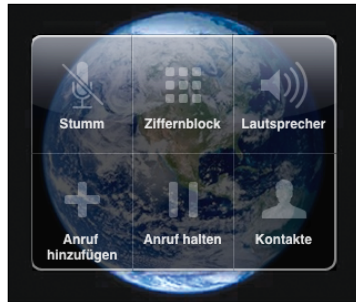 Stumm
Ziffernblock
Lautsprecher
Anruf
hinzufügen
Anruf halten
Kontakte